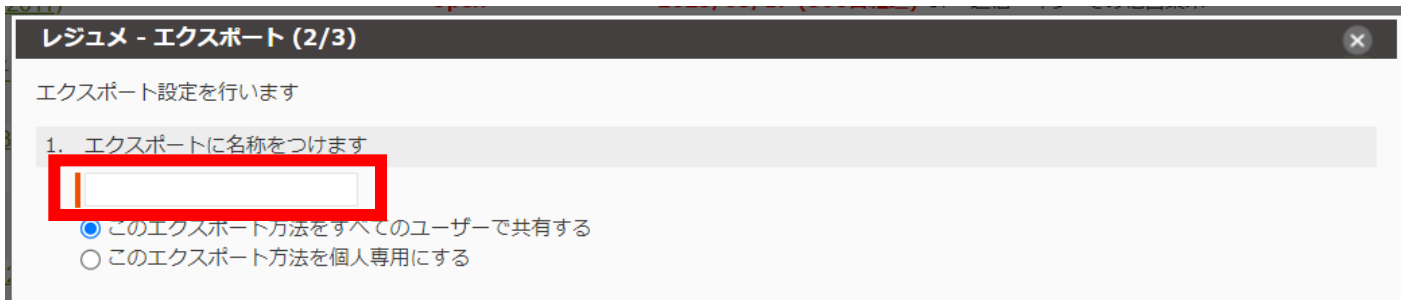 レジュメ - エクスポート (2/3)
エクスポート設定を行います
1. エクスポートに名称をつけます
このエクスポート方法をすべてのユーザーで共有する
このエクスポート方法を個人専用にする